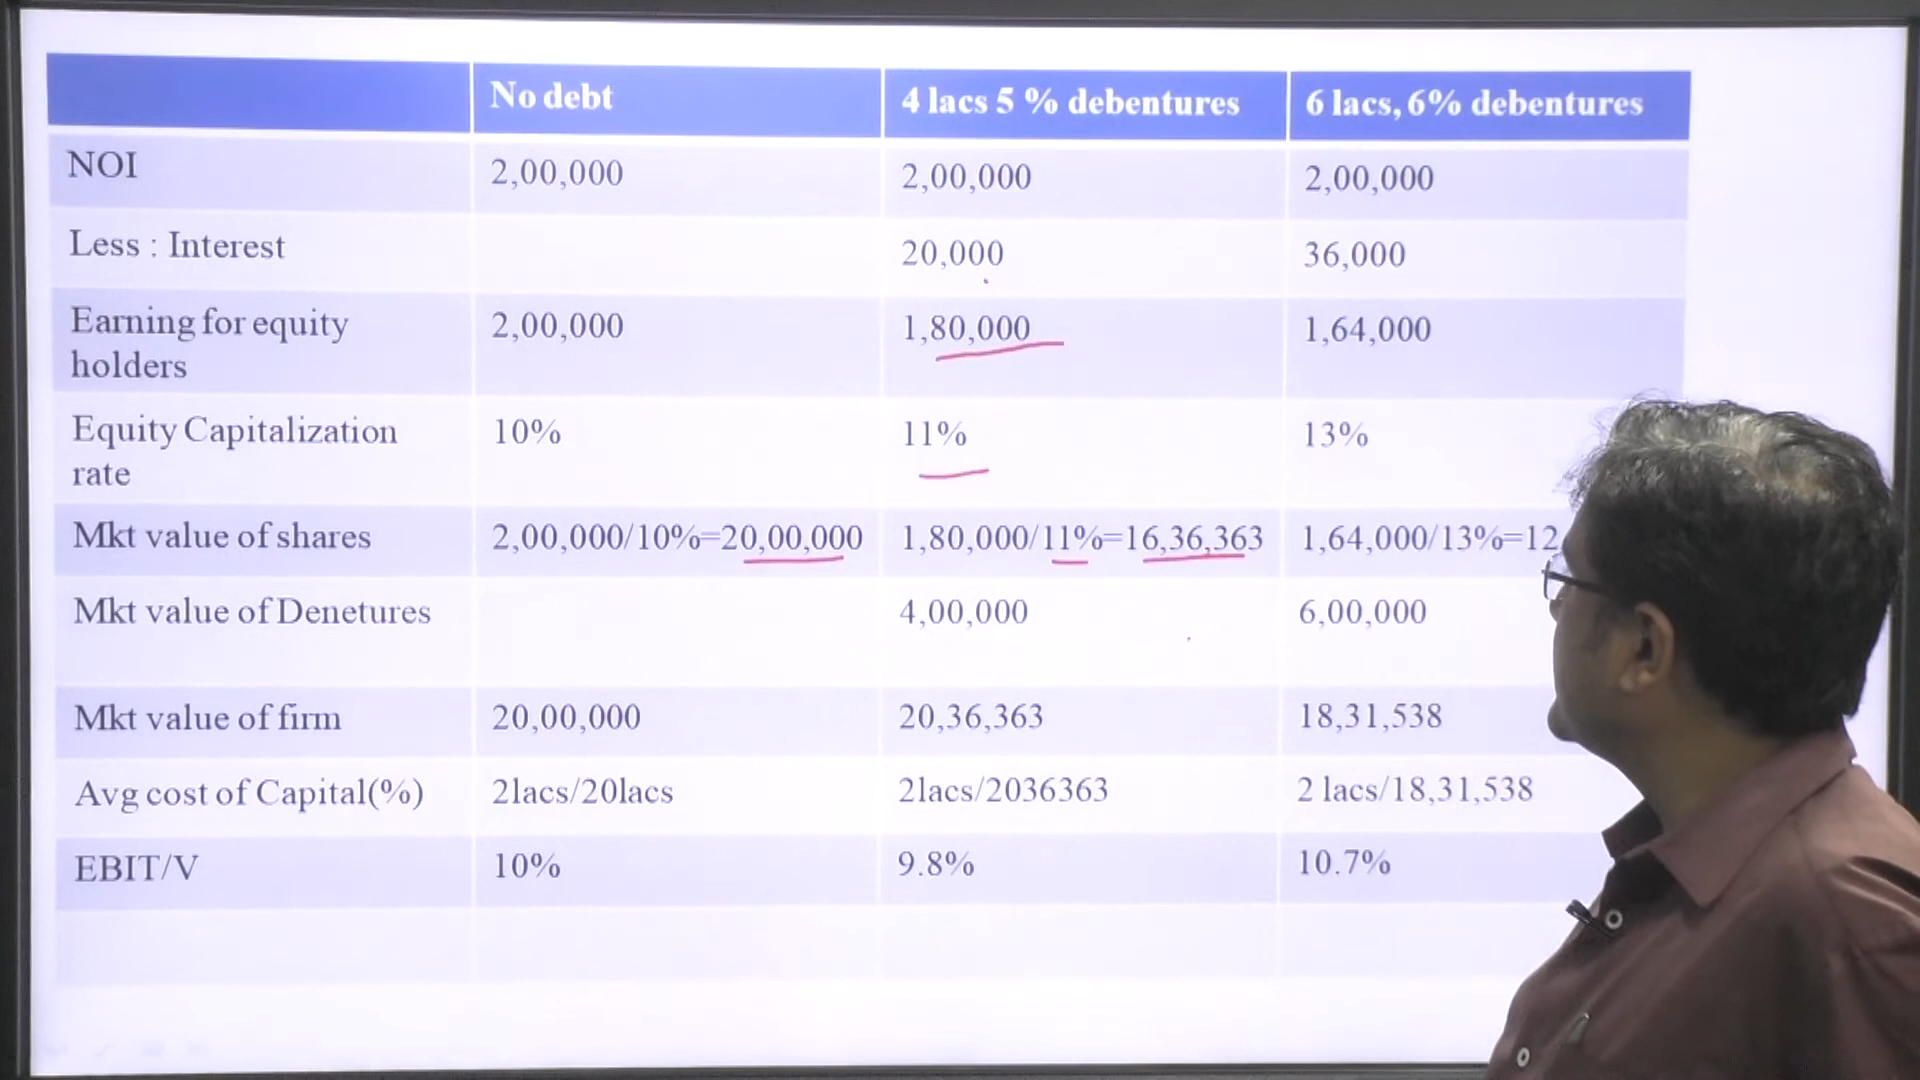 No debt 4 lacs 5 % debentures 6 lacs, 6% debentures
NOI 2,00,000 2,00,000 2,00,000
Less : Interest 20,000 36,000
Earning for equity 2,00,000 1,80,000 1,64,000
holders
Equity Capitalization 10% 11% 13%
rate
Mkt value of shares 2,00,000/10%=20,00,000 1,80,000/11%=16,36,363 1,64,000/13%=12
Mkt value of Denetures 4,00,000 6,00,000
Mkt value of firm 20,00,000 20,36,363 18,31,538
Avg cost of Capital(%) 2lacs/20lacs 2lacs/2036363 2 lacs/18,31,538
EBIT/V 10% 9.8% 10.7%